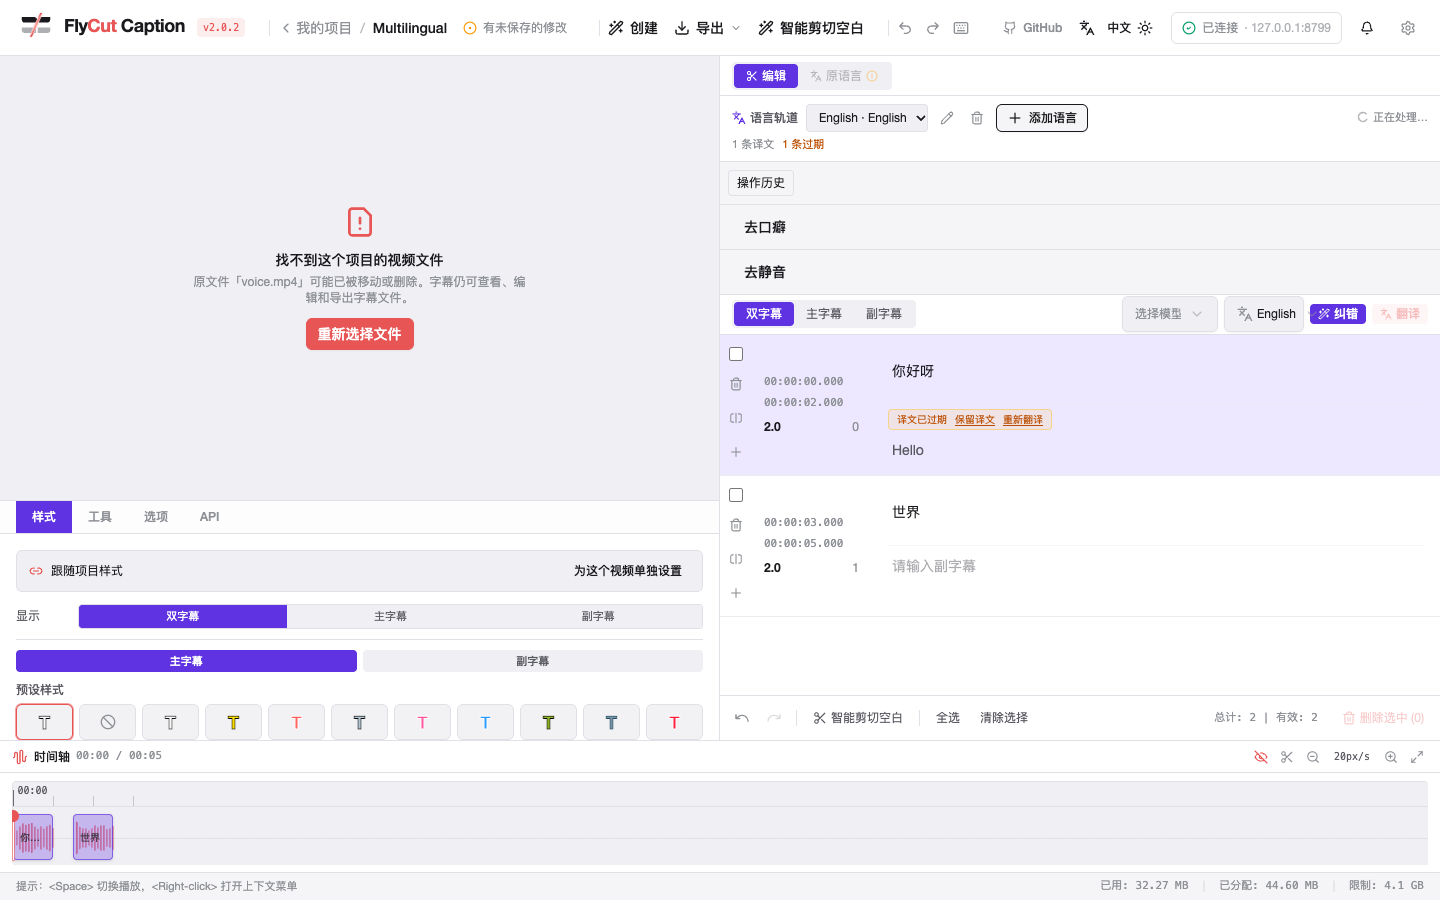 FlyCut Caption v2.0.2 我的项目 / Multilingual 有未保存的修改 创建 导出 智能剪切空白 GitHub 中文 已连接 · 127.0.0.1:8799
编辑 原语言
语言轨道 English · English 添加语言 正在处理...
1 条译文 1 条过期
操作历史
去口癖
去静音
双字幕 主字幕 副字幕 选择模型 English 纠错 翻译
00:00:00.000
00:00:02.000
2.0 0
你好呀
译文已过期 保留译文 重新翻译
Hello
00:00:03.000
00:00:05.000
2.0 1
世界
请输入副字幕
智能剪切空白 全选 清除选择 总计: 2 | 有效: 2 删除选中 (0)
找不到这个项目的视频文件
原文件「voice.mp4」可能已被移动或删除。字幕仍可查看、编
辑和导出字幕文件。
重新选择文件
样式 工具 选项 API
跟随项目样式 为这个视频单独设置
显示 双字幕 主字幕 副字幕
主字幕 副字幕
预设样式
T T T T T T T T T T
时间轴 00:00 / 00:05 20px/s
00:00
你... 世界
提示: <Space> 切换播放, <Right-click> 打开上下文菜单 已用: 32.27 MB 已分配: 44.60 MB 限制: 4.1 GB